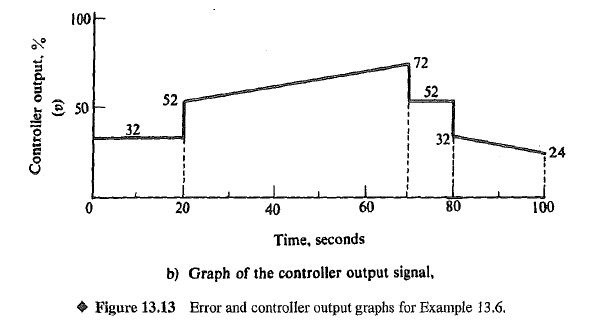 100
Controller output, %
(v)
50
32
52
72
52
32
24
0
20
40
60
80
100
Time, seconds
b) Graph of the controller output signal,
◆ Figure 13.13 Error and controller output graphs for Example 13.6.